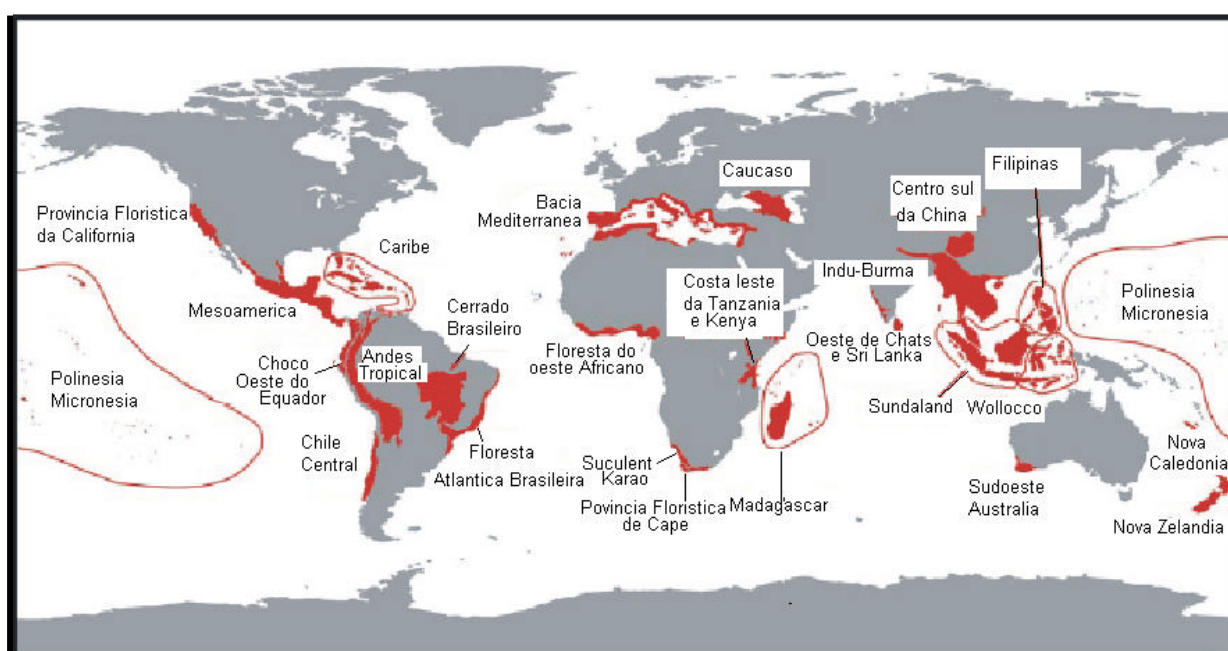 Provincia Floristica
da California
Caribe
Mesoamerica
Polinesia
Micronesia
Choco
Oeste do
Equador
Andes
Tropical
Cerrado
Brasileiro
Chile
Central
Floresta
Atlantica Brasileira
Bacia
Mediterranea
Caucaso
Floresta do
oeste Africano
Costa leste
da Tanzania
e Kenya
Suculent
Karao
Povincia Floristica
de Cape
Madagascar
Centro sul
da China
Filipinas
Indu-Burma
Oeste de Chats
e Sri Lanka
Sundaland
Wollocco
Polinesia
Micronesia
Sudoeste
Australia
Nova
Caledonia
Nova Zelandia